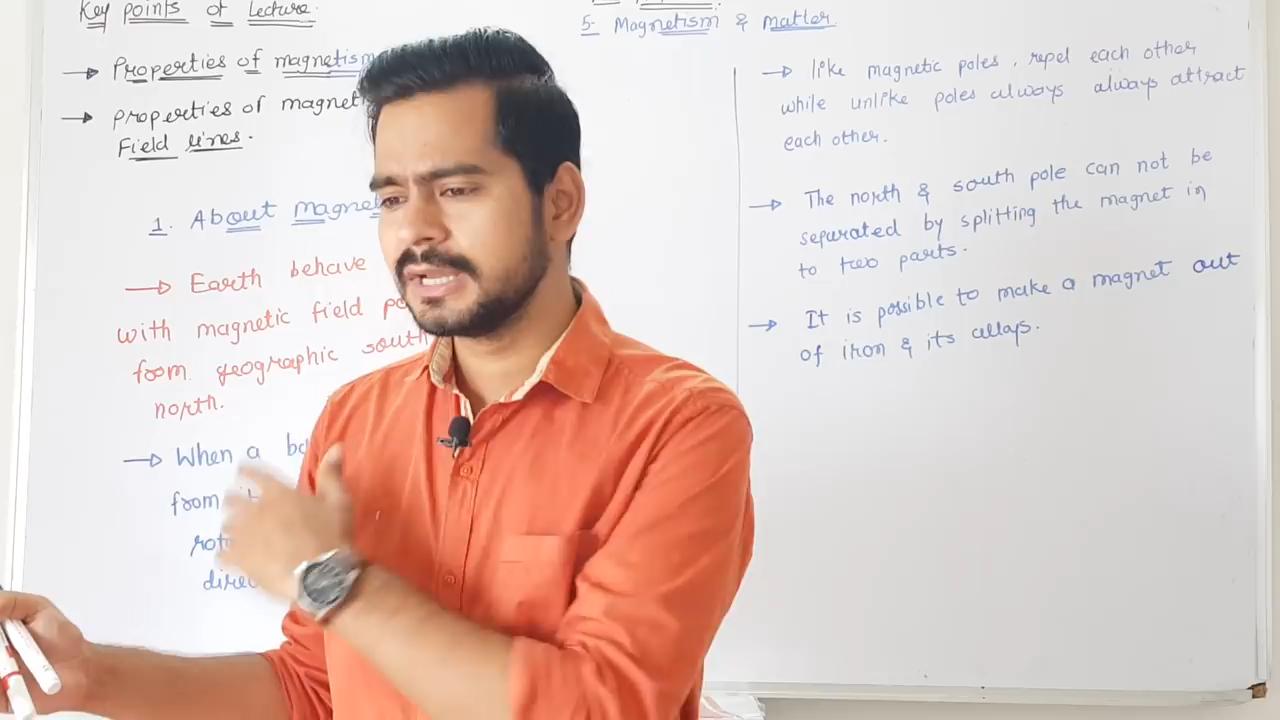 Key points of Lecture.
→ Properties of magnetism
→ properties of magnet
Field lines.
1. About magnet
→ Earth behave
with magnetic field
from geographic south
north.
→ When a
from
direc
5- Magnetism & matter
→ like magnetic poles, repel each other
while unlike poles always always attract
each other.
→ The north & south pole can not be
separated by splitting the magnet in
to two parts.
→ It is possible to make a magnet out
of iron & its allays.